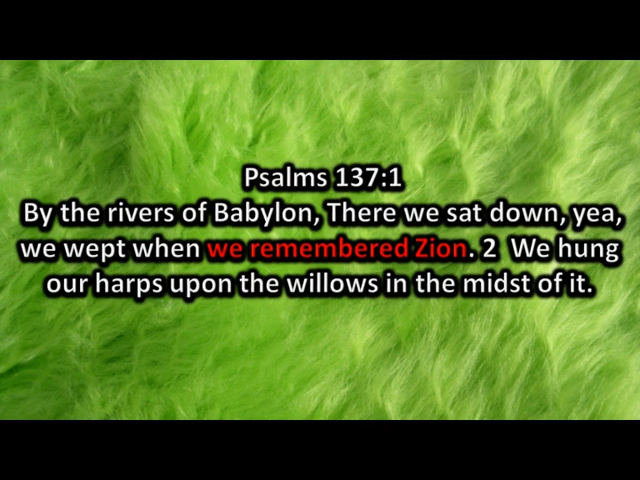 Psalms 137:1
By the rivers of Babylon, There we sat down, yea,
we wept when we remembered Zion. 2  We hung
our harps upon the willows in the midst of it.